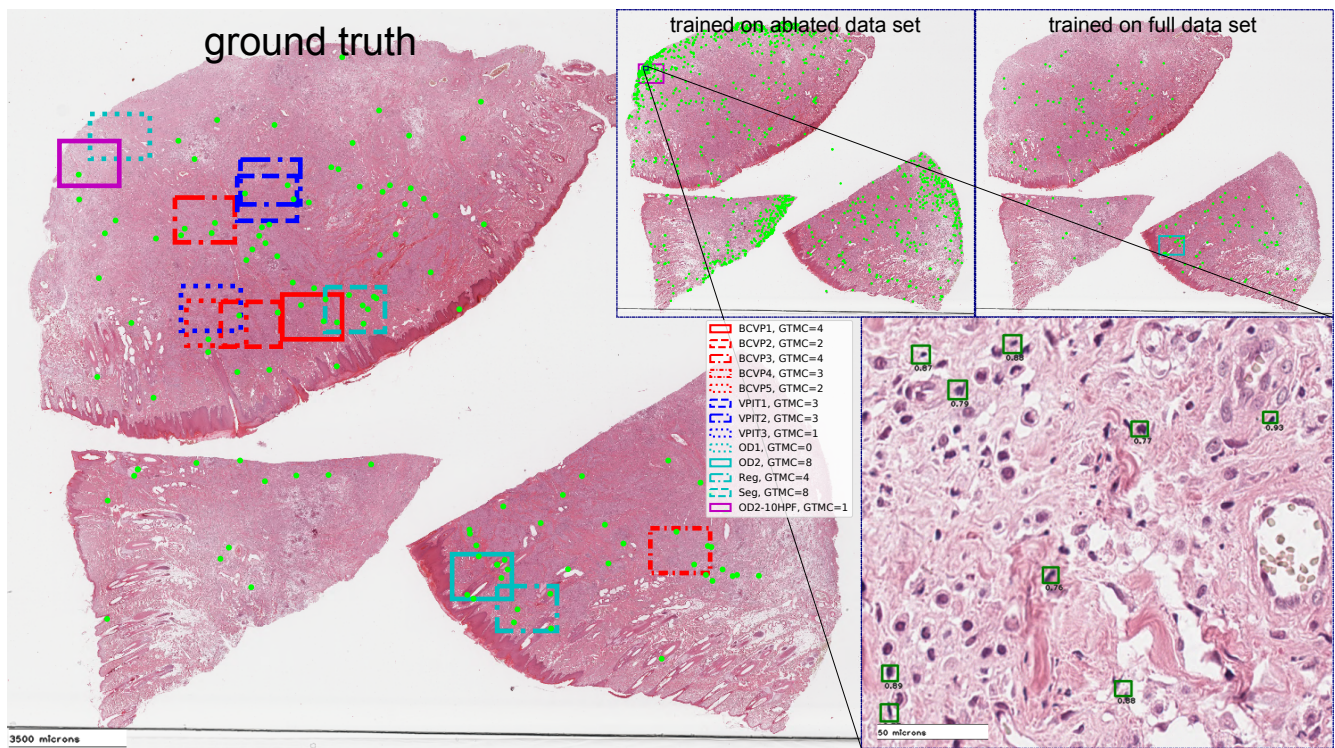 ground truth
trained on ablated data set
trained on full data set
BCVP1, GTMC=4
BCVP2, GTMC=2
BCVP3, GTMC=4
BCVP4, GTMC=3
BCVP5, GTMC=2
VPIT1, GTMC=3
VPIT2, GTMC=3
VPIT3, GTMC=1
OD1, GTMC=0
OD2, GTMC=8
Reg, GTMC=4
Seg, GTMC=8
OD2-10HPF, GTMC=1
0.87
0.88
0.79
0.77
0.93
0.76
0.89
0.88
3500 microns
50 microns